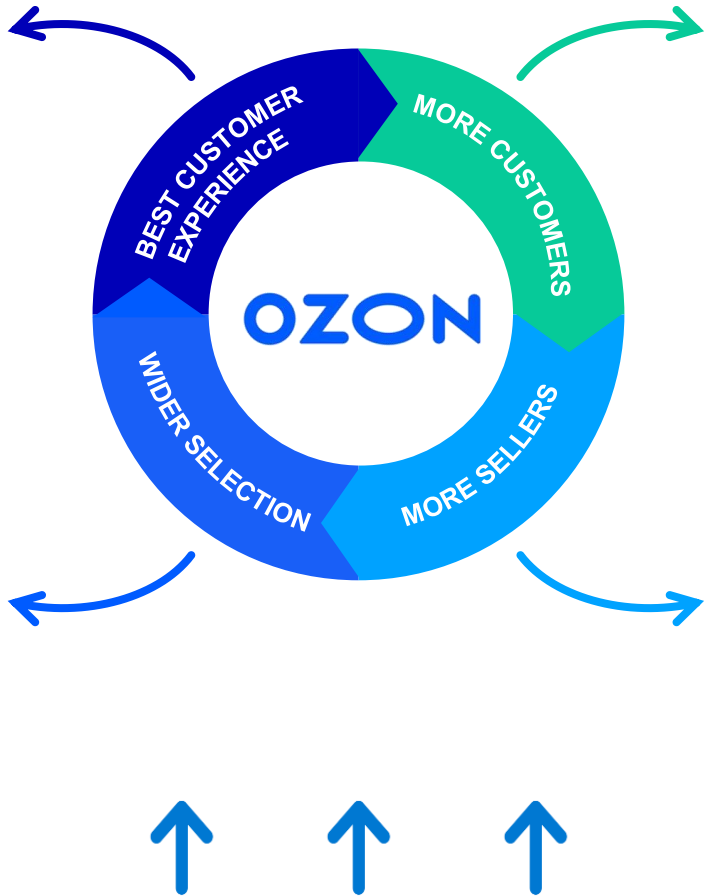 BEST CUSTOMER
EXPERIENCE
MORE CUSTOMERS
OZON
WIDER SELECTION
MORE SELLERS